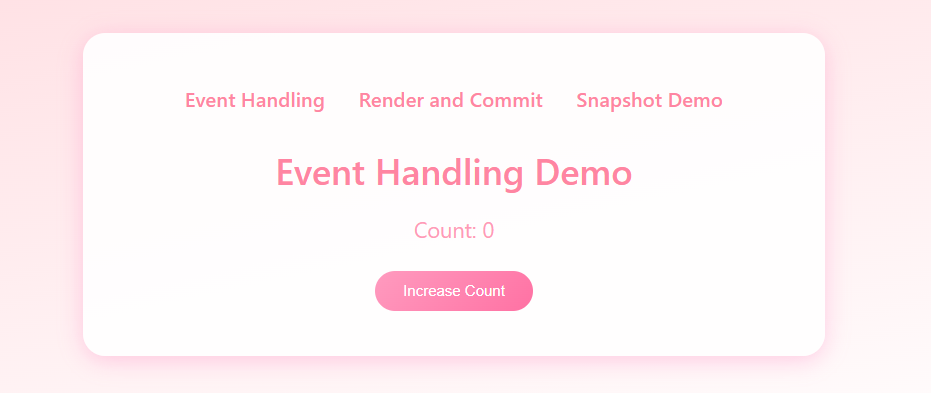 Event Handling Render and Commit Snapshot Demo
Event Handling Demo
Count: 0
Increase Count